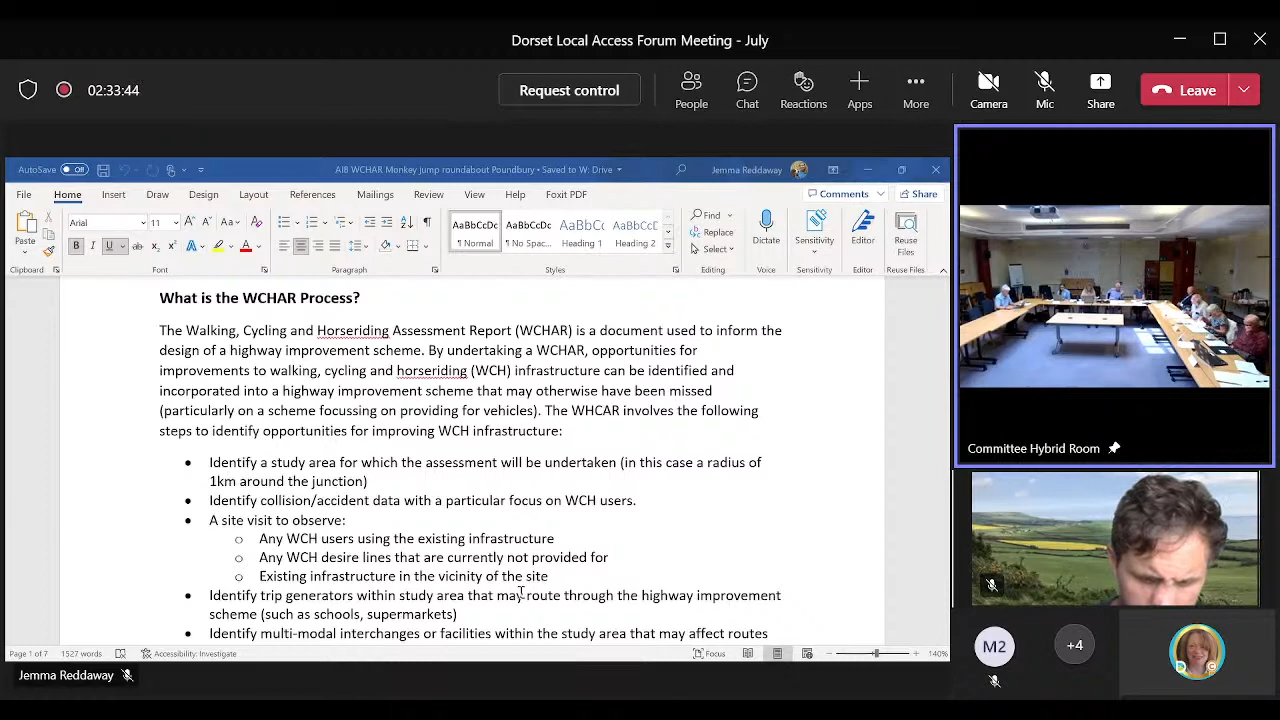 Dorset Local Access Forum Meeting - July
02:33:44
Request control
People
Chat
Reactions
Apps
More
Camera
Mic
Share
Leave
AutoSave Off
AI8 WCHAR Monkey jump roundabout Poundbury • Saved to W: Drive
Jemma Reddaway
File Home Insert Draw Design Layout References Mailings Review View Help Foxit PDF
Comments
Share
Paste
Arial
11
AaBbCcDc
AaBbCcDc
AaBbCc
AaBbCcD
¶ Normal
¶ No Spac...
Heading 1
Heading 2
Find
Replace
Select
Dictate
Sensitivity
Editor
Reuse
Files
Clipboard
Font
Paragraph
Styles
Editing
Voice
Sensitivity
Editor
Reuse Files
What is the WCHAR Process?
The Walking, Cycling and Horseriding Assessment Report (WCHAR) is a document used to inform the
design of a highway improvement scheme. By undertaking a WCHAR, opportunities for
improvements to walking, cycling and horseriding (WCH) infrastructure can be identified and
incorporated into a highway improvement scheme that may otherwise have been missed
(particularly on a scheme focussing on providing for vehicles). The WHCAR involves the following
steps to identify opportunities for improving WCH infrastructure:
• Identify a study area for which the assessment will be undertaken (in this case a radius of
1km around the junction)
• Identify collision/accident data with a particular focus on WCH users.
• A site visit to observe:
o Any WCH users using the existing infrastructure
o Any WCH desire lines that are currently not provided for
o Existing infrastructure in the vicinity of the site
• Identify trip generators within study area that may route through the highway improvement
scheme (such as schools, supermarkets)
• Identify multi-modal interchanges or facilities within the study area that may affect routes
Page 1 of 7
1527 words
Accessibility: Investigate
Focus
140%
Jemma Reddaway
Committee Hybrid Room
M2
+4